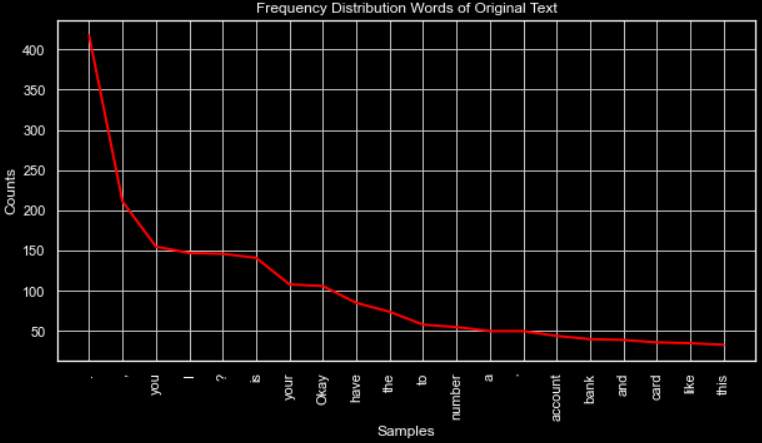 Frequency Distribution Words of Original Text
400
350
300
250
200
150
100
50
Counts
.
,
you
I
?
is
your
Okay
have
the
to
number
a
'
account
bank
and
card
like
this
Samples